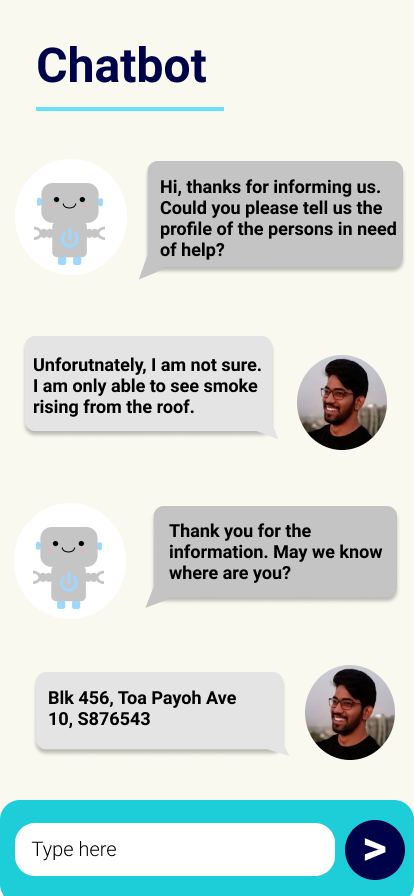 Chatbot
Hi, thanks for informing us.
Could you please tell us the
profile of the persons in need
of help?
Unforutnately, I am not sure.
I am only able to see smoke
rising from the roof.
Thank you for the
information. May we know
where are you?
Blk 456, Toa Payoh Ave
10, S876543
Type here
>